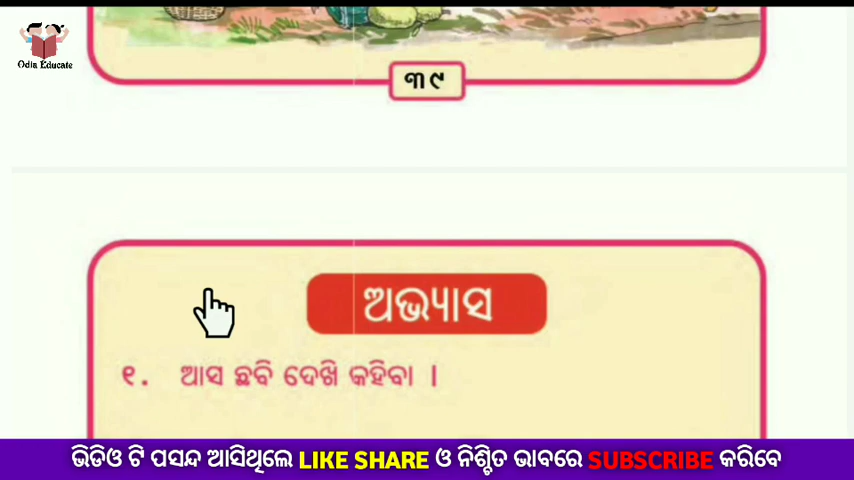 Odia Educate
୩୯
ଅଭ୍ୟାସ
୧. ଆସ ଛବି ଦେଖି କହିବା ।
ଭିଡିଓ ଟି ପସନ୍ଦ ଆସିଥିଲେ LIKE SHARE ଓ ନିଶ୍ଚିତ ଭାବରେ SUBSCRIBE କରିବେ